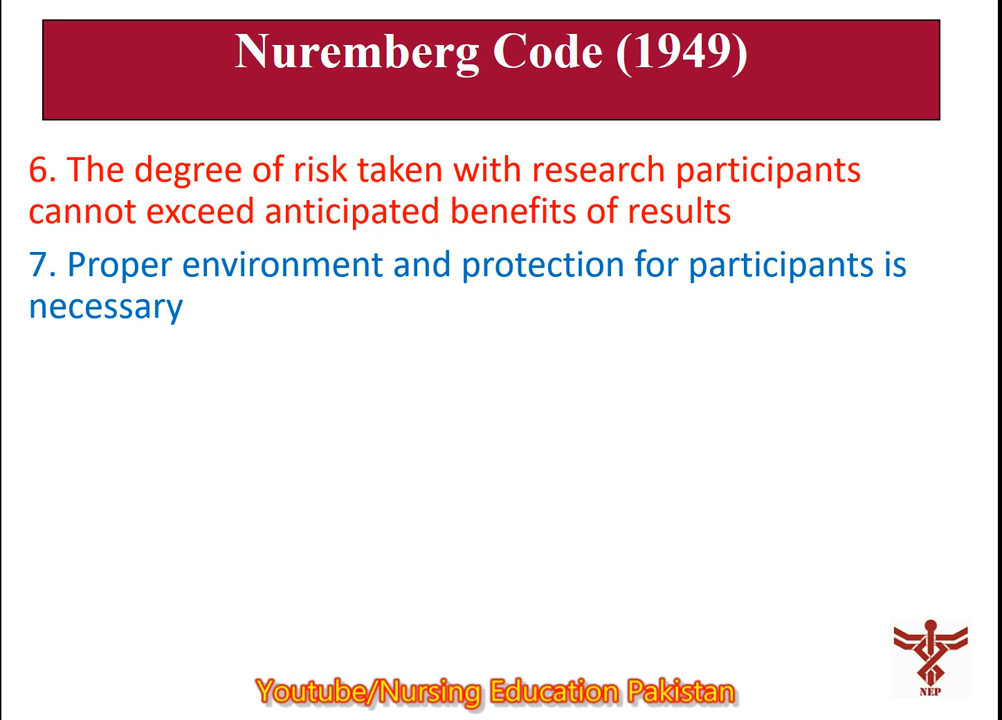 Nuremberg Code (1949)
6. The degree of risk taken with research participants
cannot exceed anticipated benefits of results
7. Proper environment and protection for participants is
necessary
NEP
Youtube/Nursing Education Pakistan